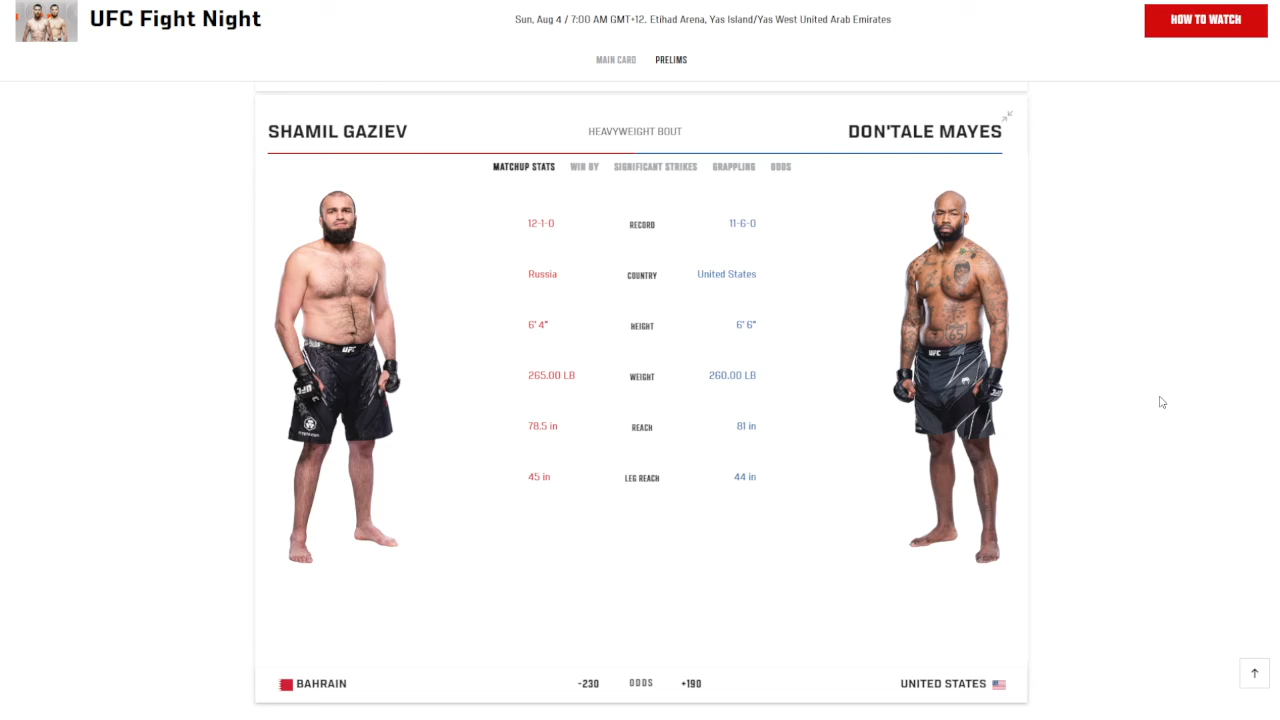 UFC Fight Night
Sun, Aug 4 / 7:00 AM GMT+12. Etihad Arena, Yas Island/Yas West United Arab Emirates
HOW TO WATCH
MAIN CARD PRELIMS
SHAMIL GAZIEV HEAVYWEIGHT BOUT DON'TALE MAYES
MATCHUP STATS WIN BY SIGNIFICANT STRIKES GRAPPLING ODDS
12-1-0 RECORD 11-6-0
Russia COUNTRY United States
6' 4" HEIGHT 6' 6"
265.00 LB WEIGHT 260.00 LB
78.5 in REACH 81 in
45 in LEG REACH 44 in
UFC
UFC
UFC
BAHRAIN -230 ODDS +190 UNITED STATES